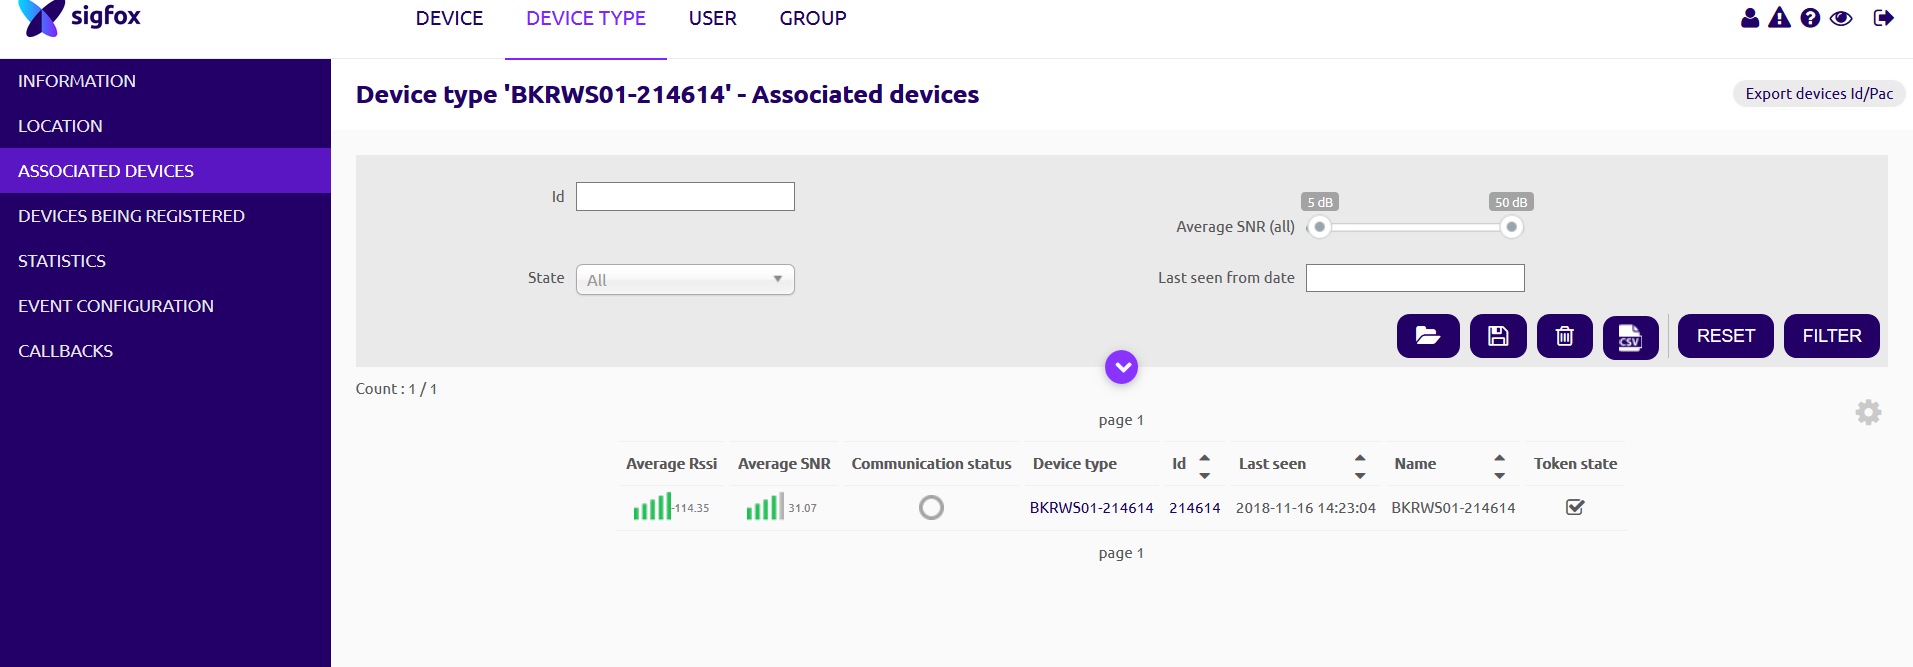 sigfox
DEVICE DEVICE TYPE USER GROUP
INFORMATION
LOCATION
ASSOCIATED DEVICES
DEVICES BEING REGISTERED
STATISTICS
EVENT CONFIGURATION
CALLBACKS
Device type 'BKRWS01-214614' - Associated devices
Export devices Id/Pac
Id
5 dB 50 dB
Average SNR (all)
State All
Last seen from date
CSV RESET FILTER
Count : 1 / 1
page 1
Average Rssi Average SNR Communication status Device type Id Last seen Name Token state
-114.35 31.07 BKRWS01-214614 214614 2018-11-16 14:23:04 BKRWS01-214614
page 1